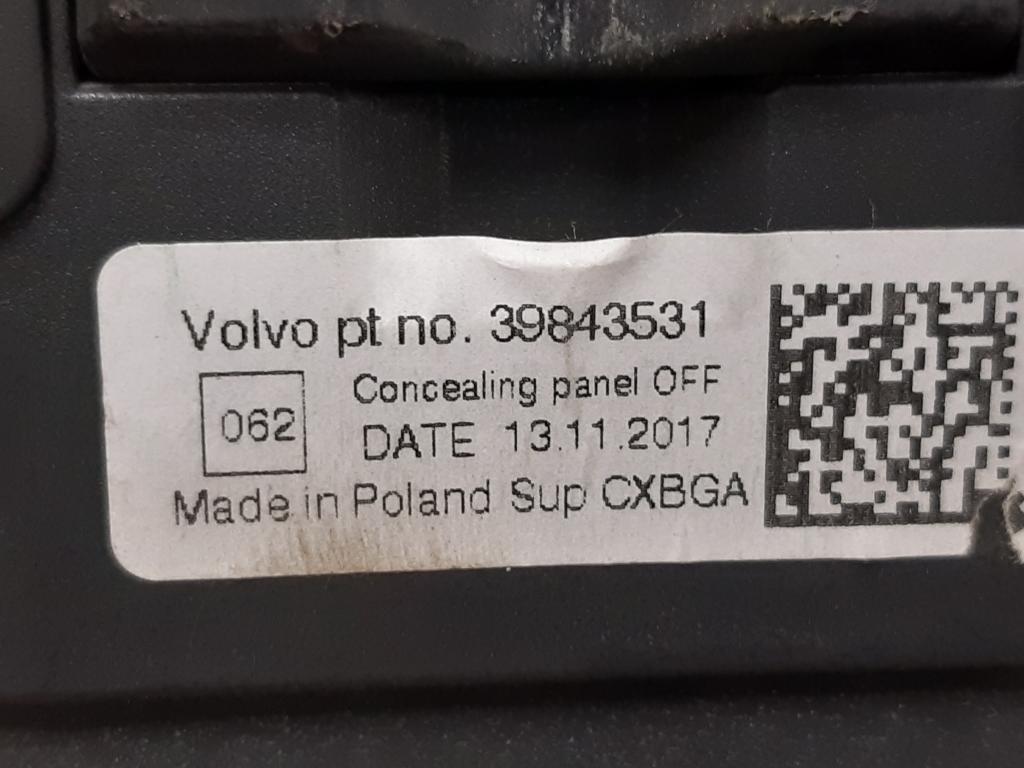 Volvo pt no. 39843531
Concealing panel OFF
062
DATE 13.11.2017
Made in Poland Sup CXBGA